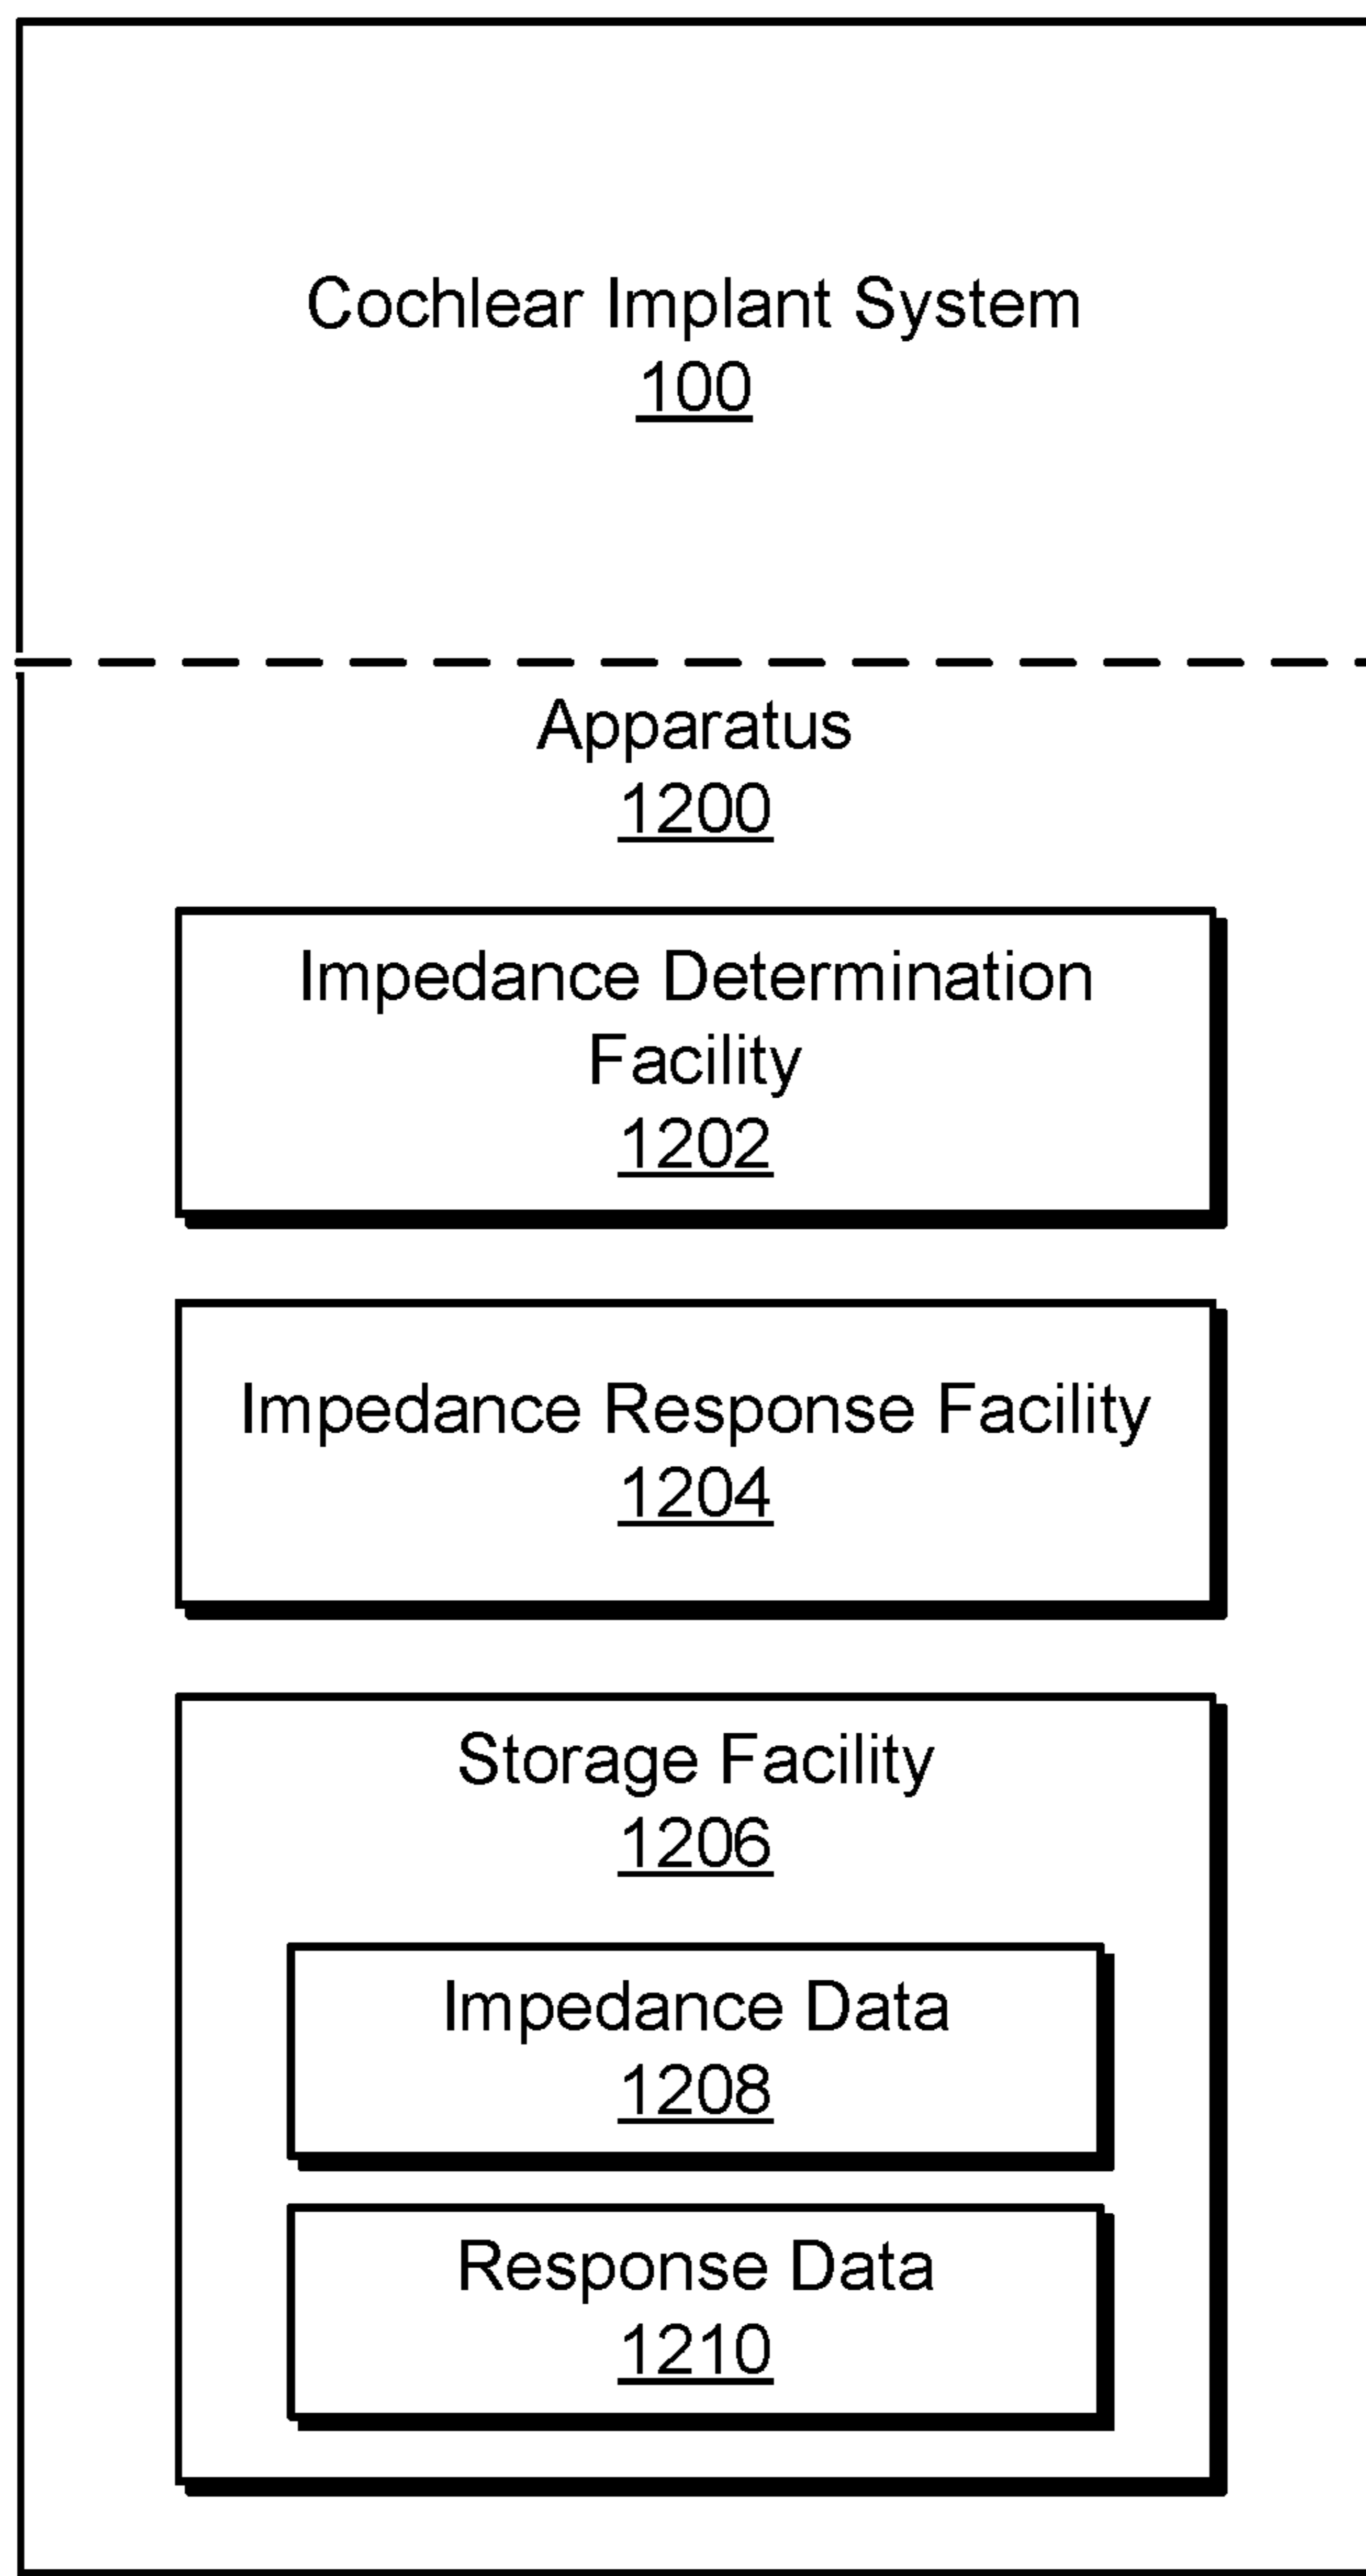 Cochlear Implant System
100
Apparatus
1200
Impedance Determination
Facility
1202
Impedance Response Facility
1204
Storage Facility
1206
Impedance Data
1208
Response Data
1210